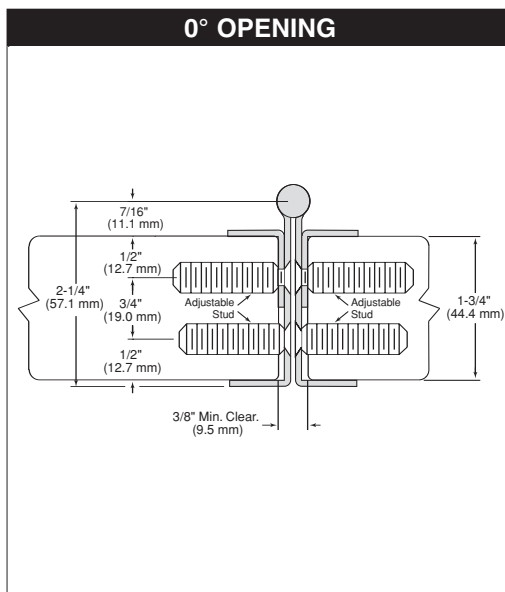 0° OPENING
7/16"
(11.1 mm)
1/2"
(12.7 mm)
2-1/4"
(57.1 mm)
3/4"
(19.0 mm)
Adjustable
Stud
Adjustable
Stud
1-3/4"
(44.4 mm)
1/2"
(12.7 mm)
3/8" Min. Clear.
(9.5 mm)